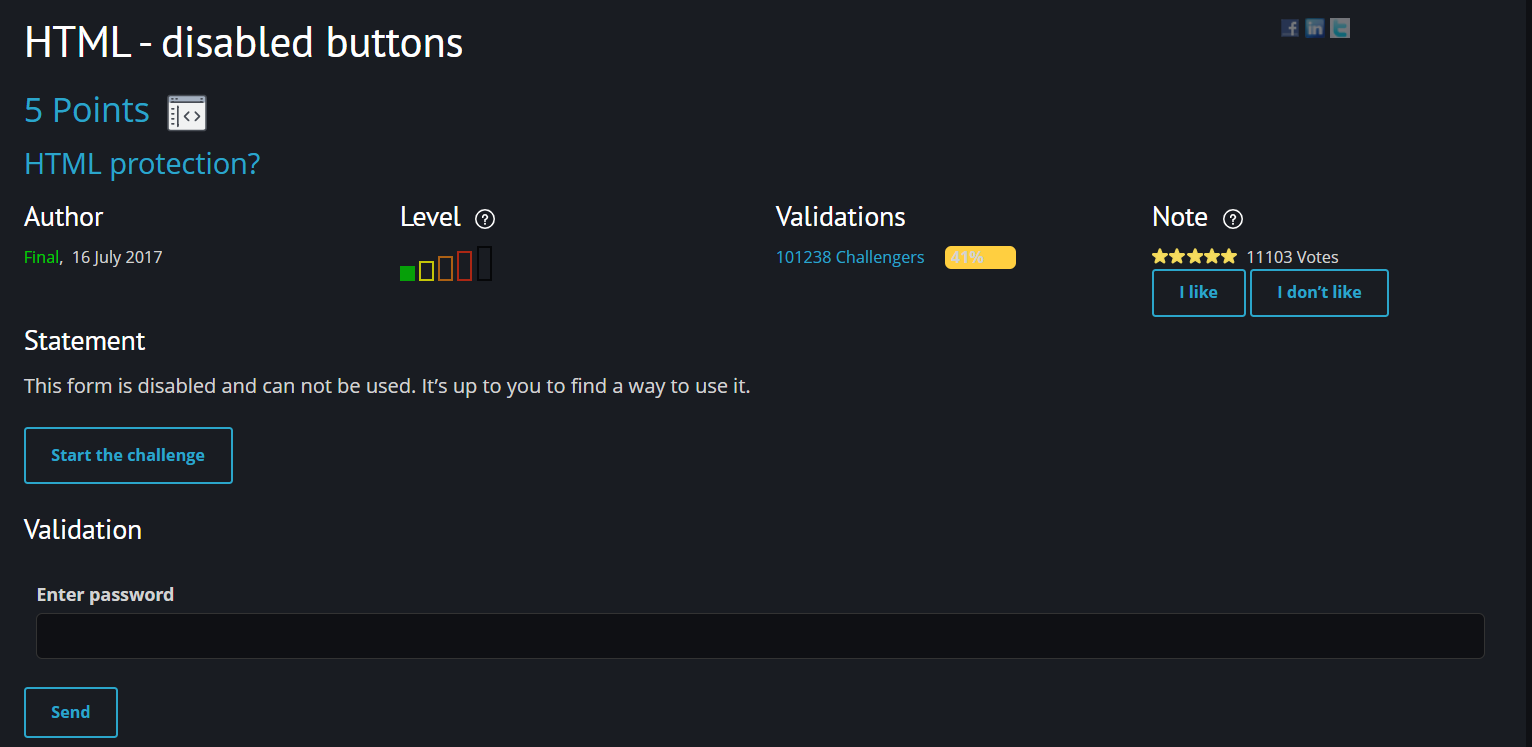 HTML - disabled buttons
5 Points
HTML protection?
Author
Final, 16 July 2017
Level ?
Validations
101238 Challengers 41%
Note ?
11103 Votes
I like I don’t like
Statement
This form is disabled and can not be used. It’s up to you to find a way to use it.
Start the challenge
Validation
Enter password
Send